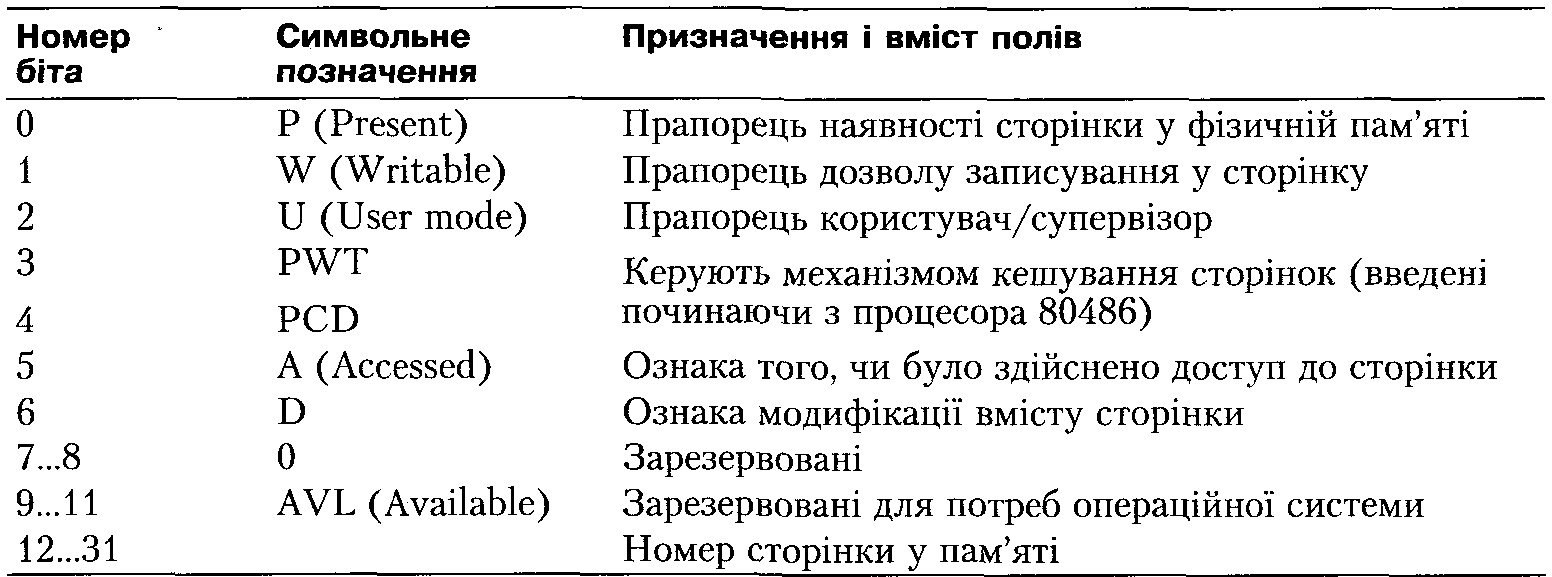 Номер біта Символьне позначення Призначення і вміст полів
0 P (Present) Прапорець наявності сторінки у фізичній пам’яті
1 W (Writable) Прапорець дозволу записування у сторінку
2 U (User mode) Прапорець користувач/супервізор
3 PWT Керують механізмом кешування сторінок (введені
4 PCD починаючи з процесора 80486)
5 A (Accessed) Ознака того, чи було здійснено доступ до сторінки
6 D Ознака модифікації вмісту сторінки
7...8 0 Зарезервовані
9...11 AVL (Available) Зарезервовані для потреб операційної системи
12...31 Номер сторінки у пам’яті